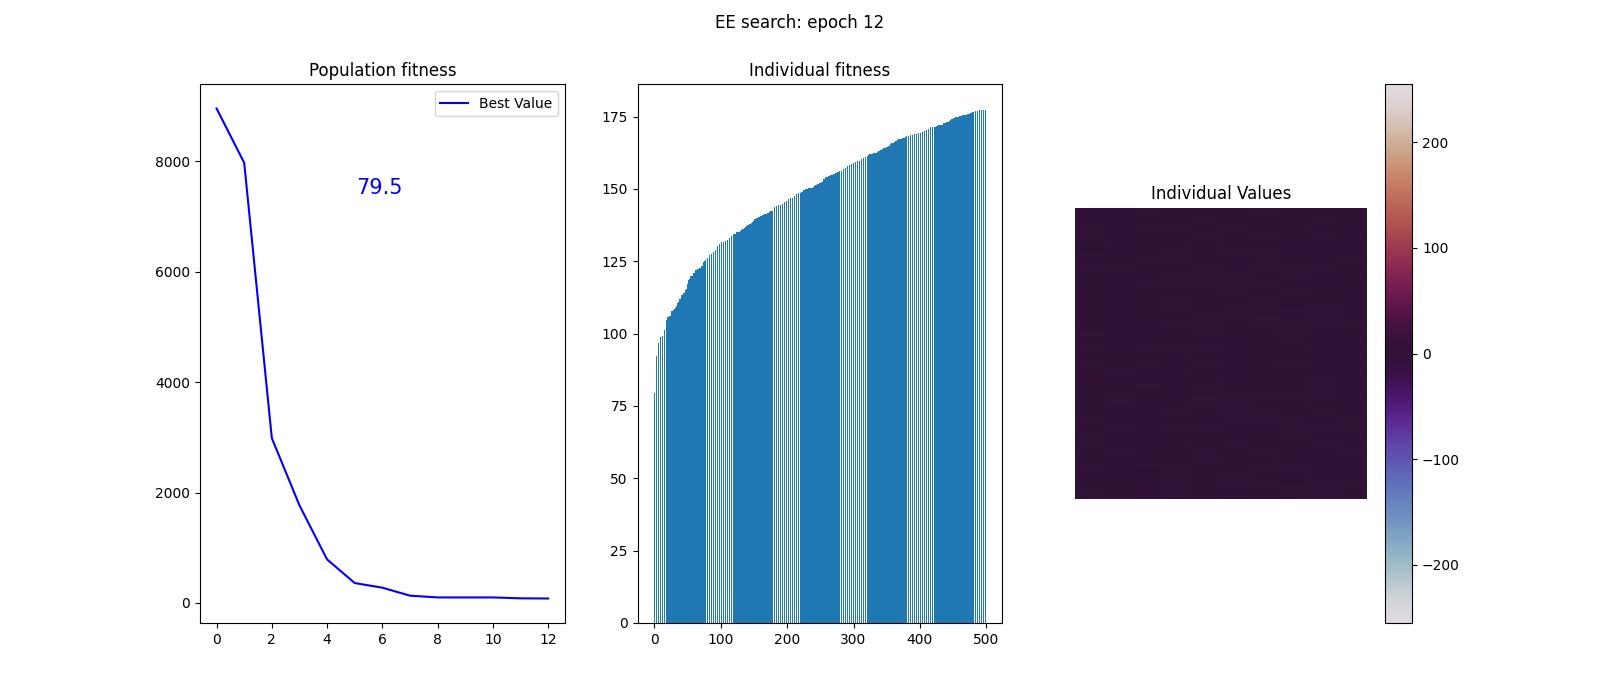 EE search: epoch 12
Population fitness
Best Value
79.5
8000
6000
4000
2000
0
0 2 4 6 8 10 12
Individual fitness
175
150
125
100
75
50
25
0
0 100 200 300 400 500
Individual Values
200
100
0
−100
−200